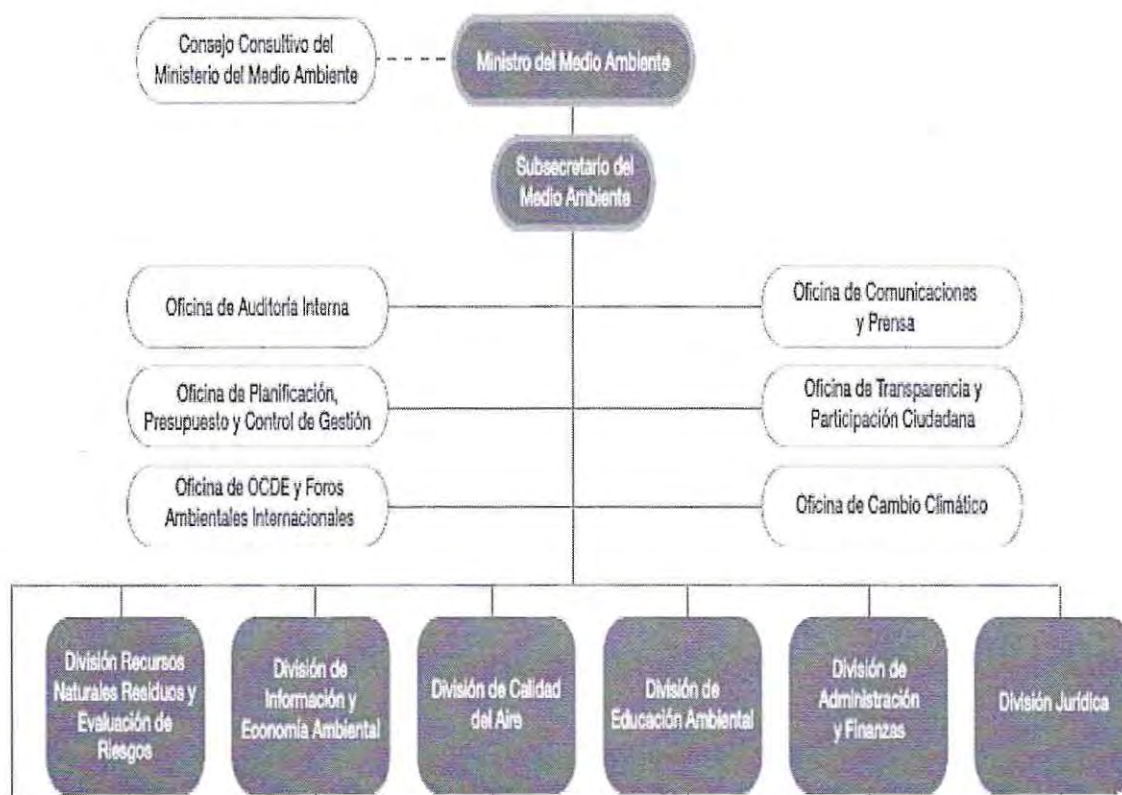 Consejo Consultivo del
Ministerio del Medio Ambiente
Ministro del Medio Ambiente
Subsecretario del
Medio Ambiente
Oficina de Auditoría Interna
Oficina de Comunicaciones
y Prensa
Oficina de Planificación,
Presupuesto y Control de Gestión
Oficina de Transparencia y
Participación Ciudadana
Oficina de OCDE y Foros
Ambientales Internacionales
Oficina de Cambio Climático
División Recursos
Naturales Residuos y
Evaluación de
Riesgos
División de
Información y
Economía Ambiental
División de Calidad
del Aire
División de
Educación Ambiental
División de
Administración
y Finanzas
División Jurídica